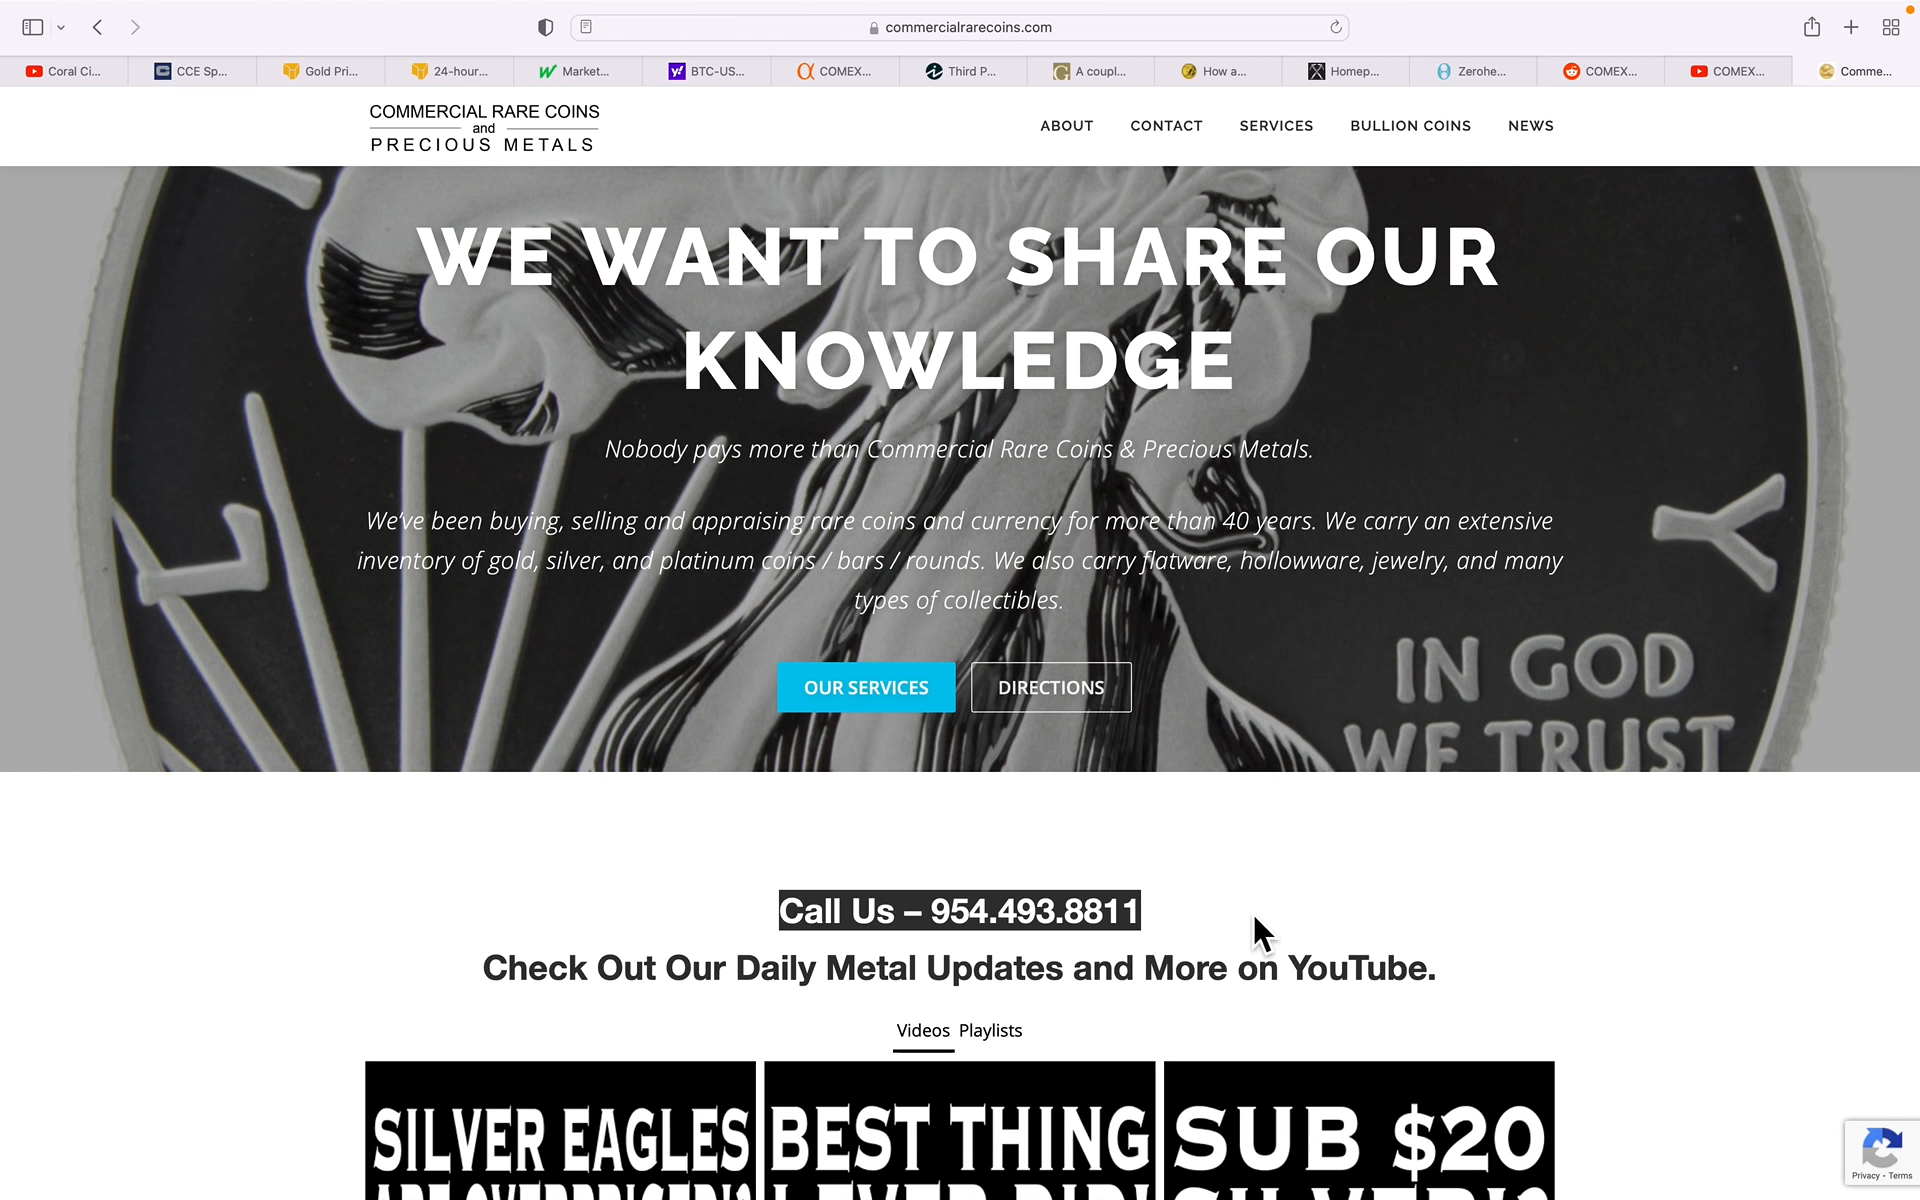 commercialrarecoins.com
Coral Ci...
CCE Sp...
Gold Pri...
24-hour...
Market...
BTC-US...
COMEX...
Third P...
A coupl...
How a...
Homep...
Zerohe...
COMEX...
COMEX...
Comme...
COMMERCIAL RARE COINS
and
PRECIOUS METALS
ABOUT
CONTACT
SERVICES
BULLION COINS
NEWS
WE WANT TO SHARE OUR
KNOWLEDGE
Nobody pays more than Commercial Rare Coins & Precious Metals.
We've been buying, selling and appraising rare coins and currency for more than 40 years. We carry an extensive
inventory of gold, silver, and platinum coins / bars / rounds. We also carry flatware, hollowware, jewelry, and many
types of collectibles.
OUR SERVICES
DIRECTIONS
L
Y
IN GOD
WE TRUST
Call Us – 954.493.8811
Check Out Our Daily Metal Updates and More on YouTube.
Videos
Playlists
SILVER EAGLES
BEST THING
SUB $20
Privacy - Terms